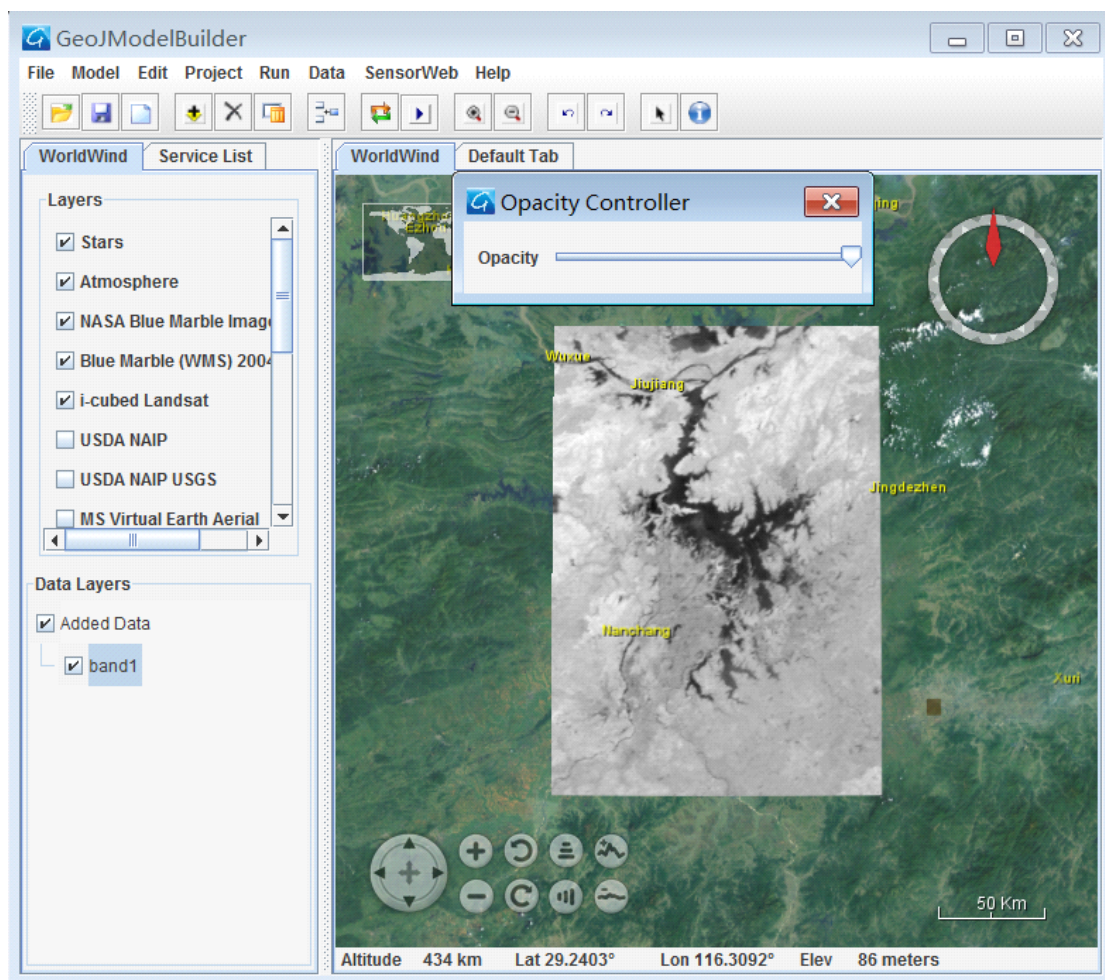 GeoJModelBuilder
File Model Edit Project Run Data SensorWeb Help
WorldWind Service List
Layers
Stars
Atmosphere
NASA Blue Marble Imag
Blue Marble (WMS) 2004
i-cubed Landsat
USDA NAIP
USDA NAIP USGS
MS Virtual Earth Aerial
Data Layers
Added Data
band1
WorldWind Default Tab
Opacity Controller
Opacity
Ezhou
Wuxue
Jiujiang
Jingdezhen
Nanchang
50 Km
Altitude 434 km Lat 29.2403° Lon 116.3092° Elev 86 meters